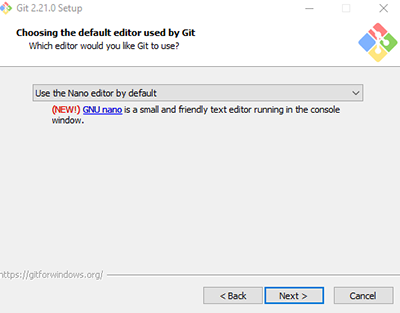 Git 2.21.0 Setup
Choosing the default editor used by Git
Which editor would you like Git to use?
Use the Nano editor by default
(NEW!) GNU nano is a small and friendly text editor running in the console
window.
https://gitforwindows.org/
< Back
Next >
Cancel